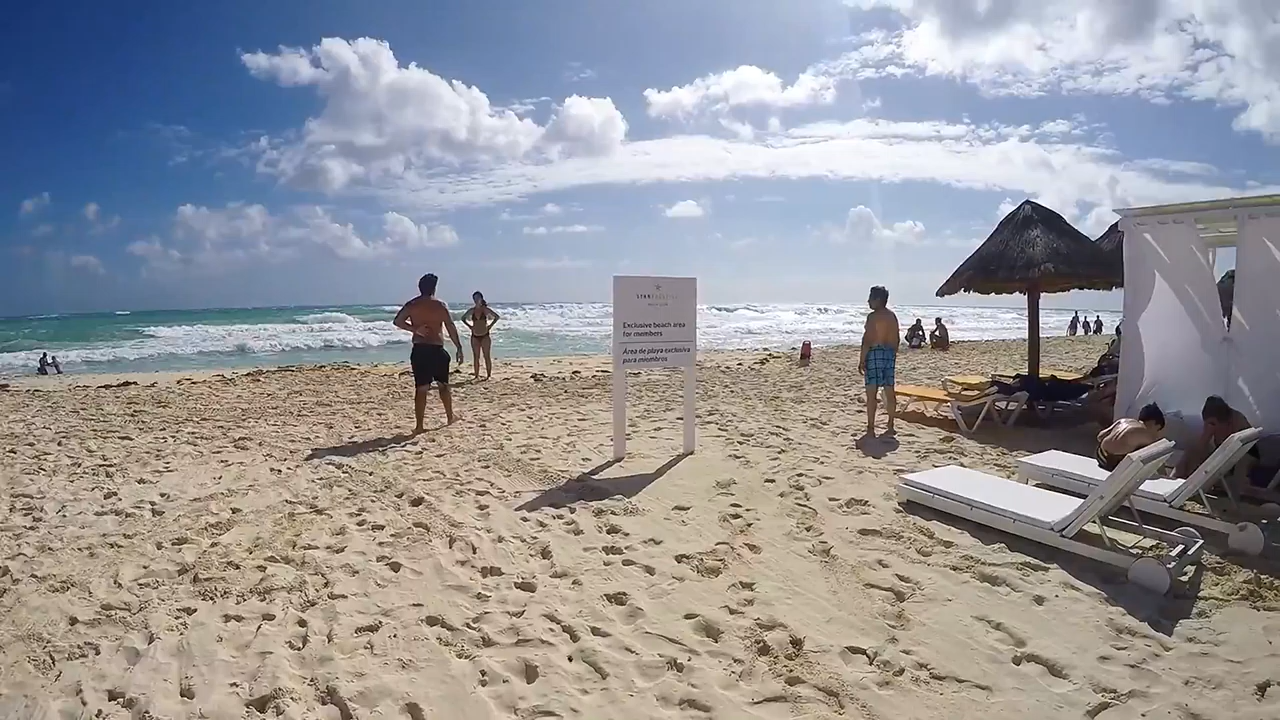 Exclusive beach area
for members
Área de playa exclusiva
para miembros